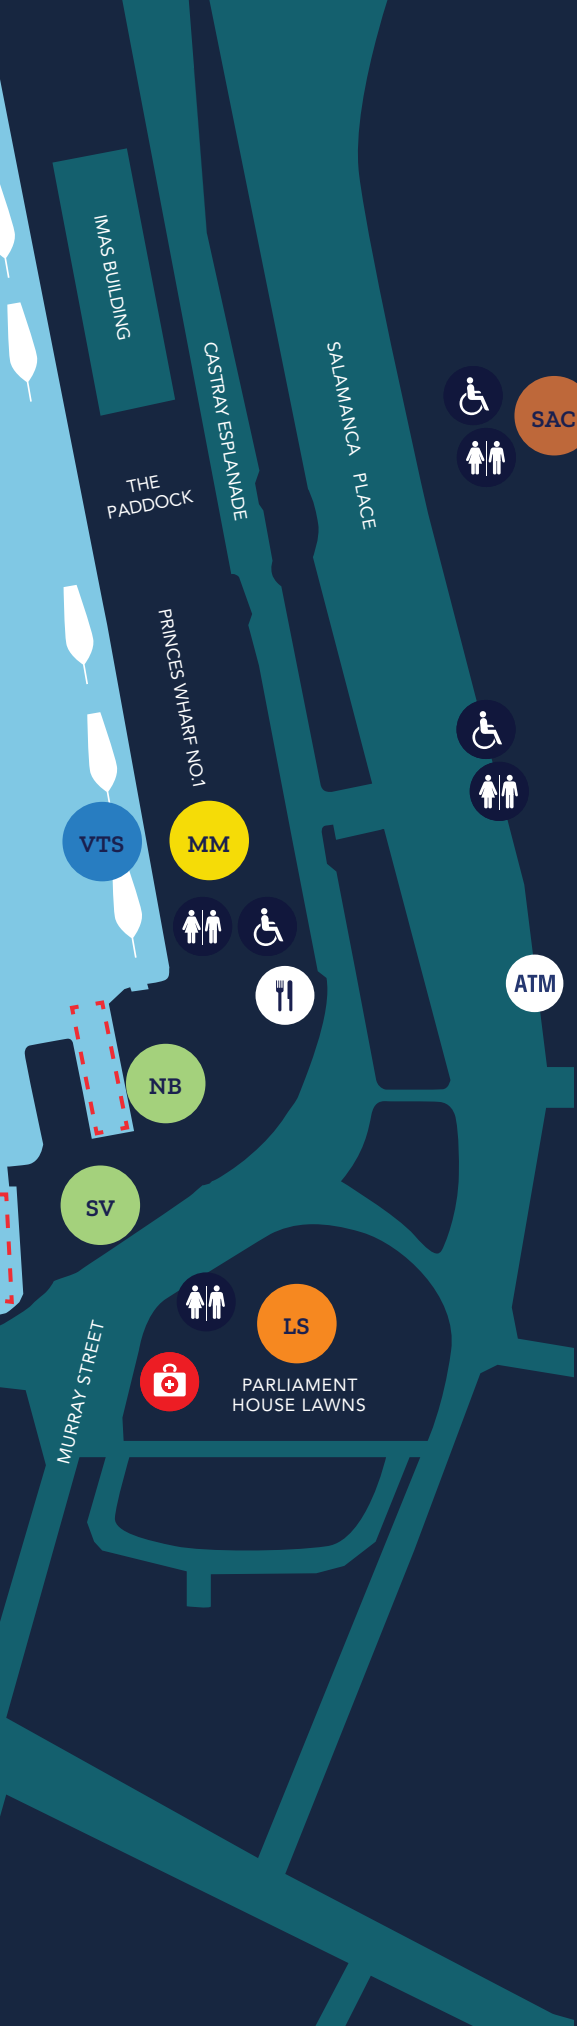 IMAS BUILDING
CASTRAY ESPLANADE
SALAMANCA PLACE
SAC
THE
PADDOCK
PRINCES WHARF NO.1
VTS
MM
ATM
NB
SV
LS
MURRAY STREET
PARLIAMENT
HOUSE LAWNS